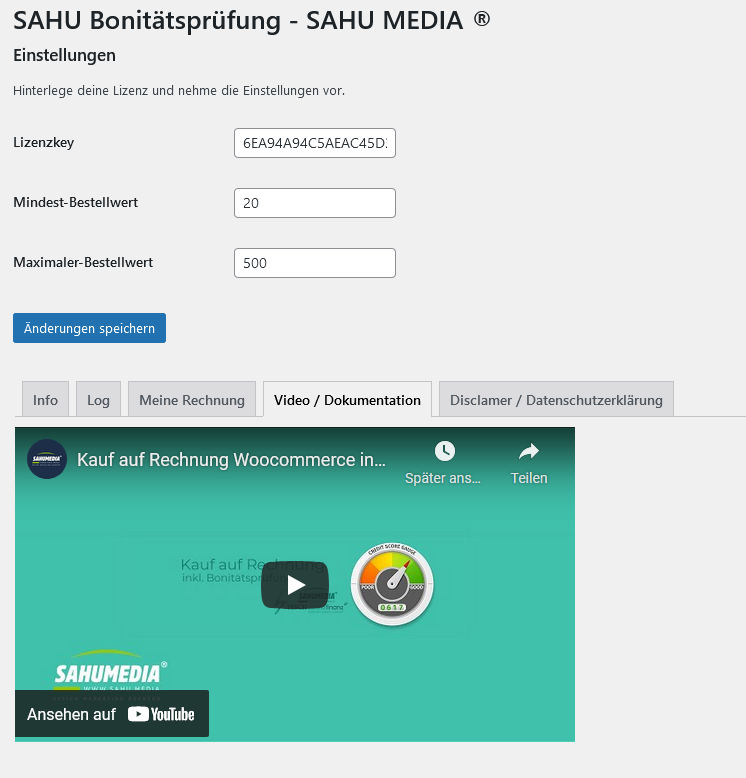 SAHU Bonitätsprüfung - SAHU MEDIA ®
Einstellungen
Hinterlege deine Lizenz und nehme die Einstellungen vor.
Lizenzkey 6EA94A94C5AEAC45D
Mindest-Bestellwert 20
Maximaler-Bestellwert 500
Änderungen speichern
Info Log Meine Rechnung Video / Dokumentation Disclamer / Datenschutzerklärung
SAHUMEDIA Kauf auf Rechnung Woocommerce in... Später ans... Teilen
CREDIT SCORE GAUGE
Kauf auf Rechnung
inkl. Bonitätsprüfung
POOR GOOD
0617
SAHUMEDIA®
WWW.SAHU.MEDIA
Ansehen auf YouTube